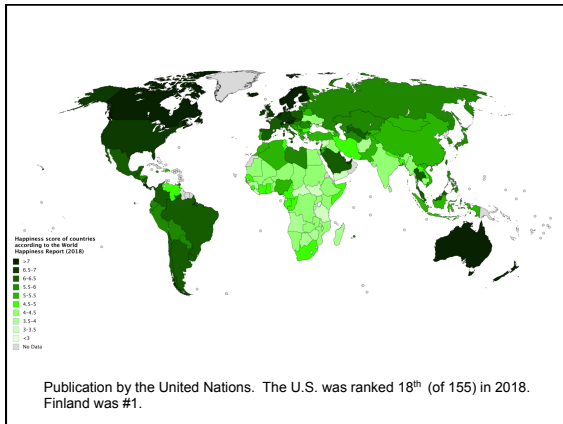 Happiness score of countries
according to the World
Happiness Report (2018)
>7
6.5-7
6-6.5
5.5-6
5-5.5
4.5-5
4-4.5
3.5-4
3-3.5
<3
No Data
Publication by the United Nations. The U.S. was ranked 18th (of 155) in 2018.
Finland was #1.